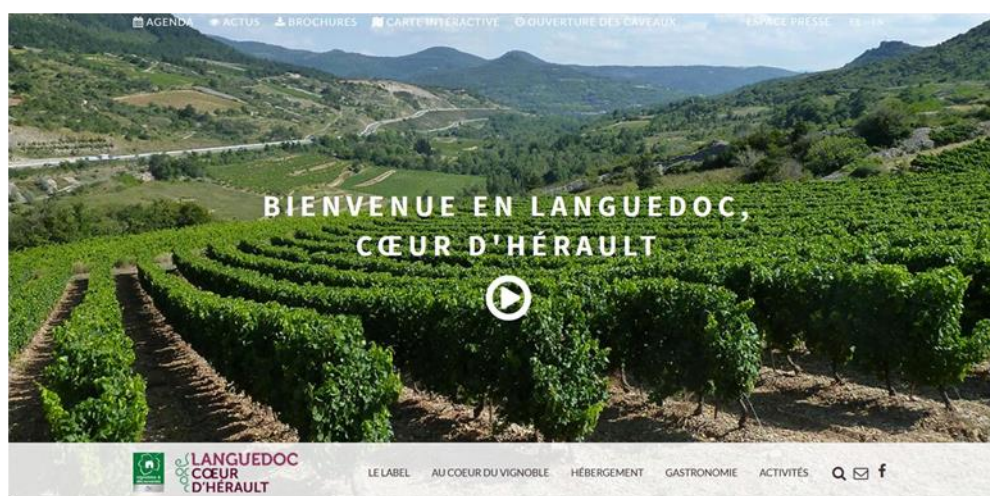 AGENDA ACTUS BROCHURES CARTE INTERACTIVE OUVERTURE DES CAVEAUX ESPACE PRESSE
BIENVENUE EN LANGUEDOC,
CŒUR D'HÉRAULT
LANGUEDOC
CŒUR
D'HÉRAULT
LE LABEL AU COEUR DU VIGNOBLE HÉBERGEMENT GASTRONOMIE ACTIVITÉS